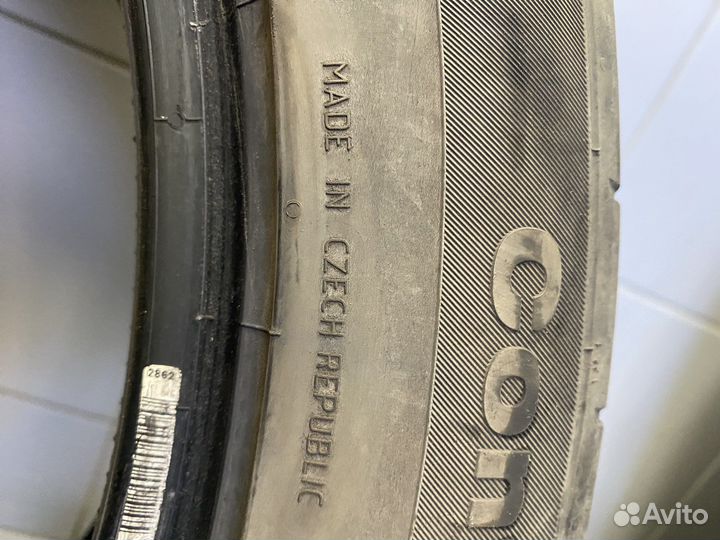 MADE IN CZECH REPUBLIC
Con
2862
Avito